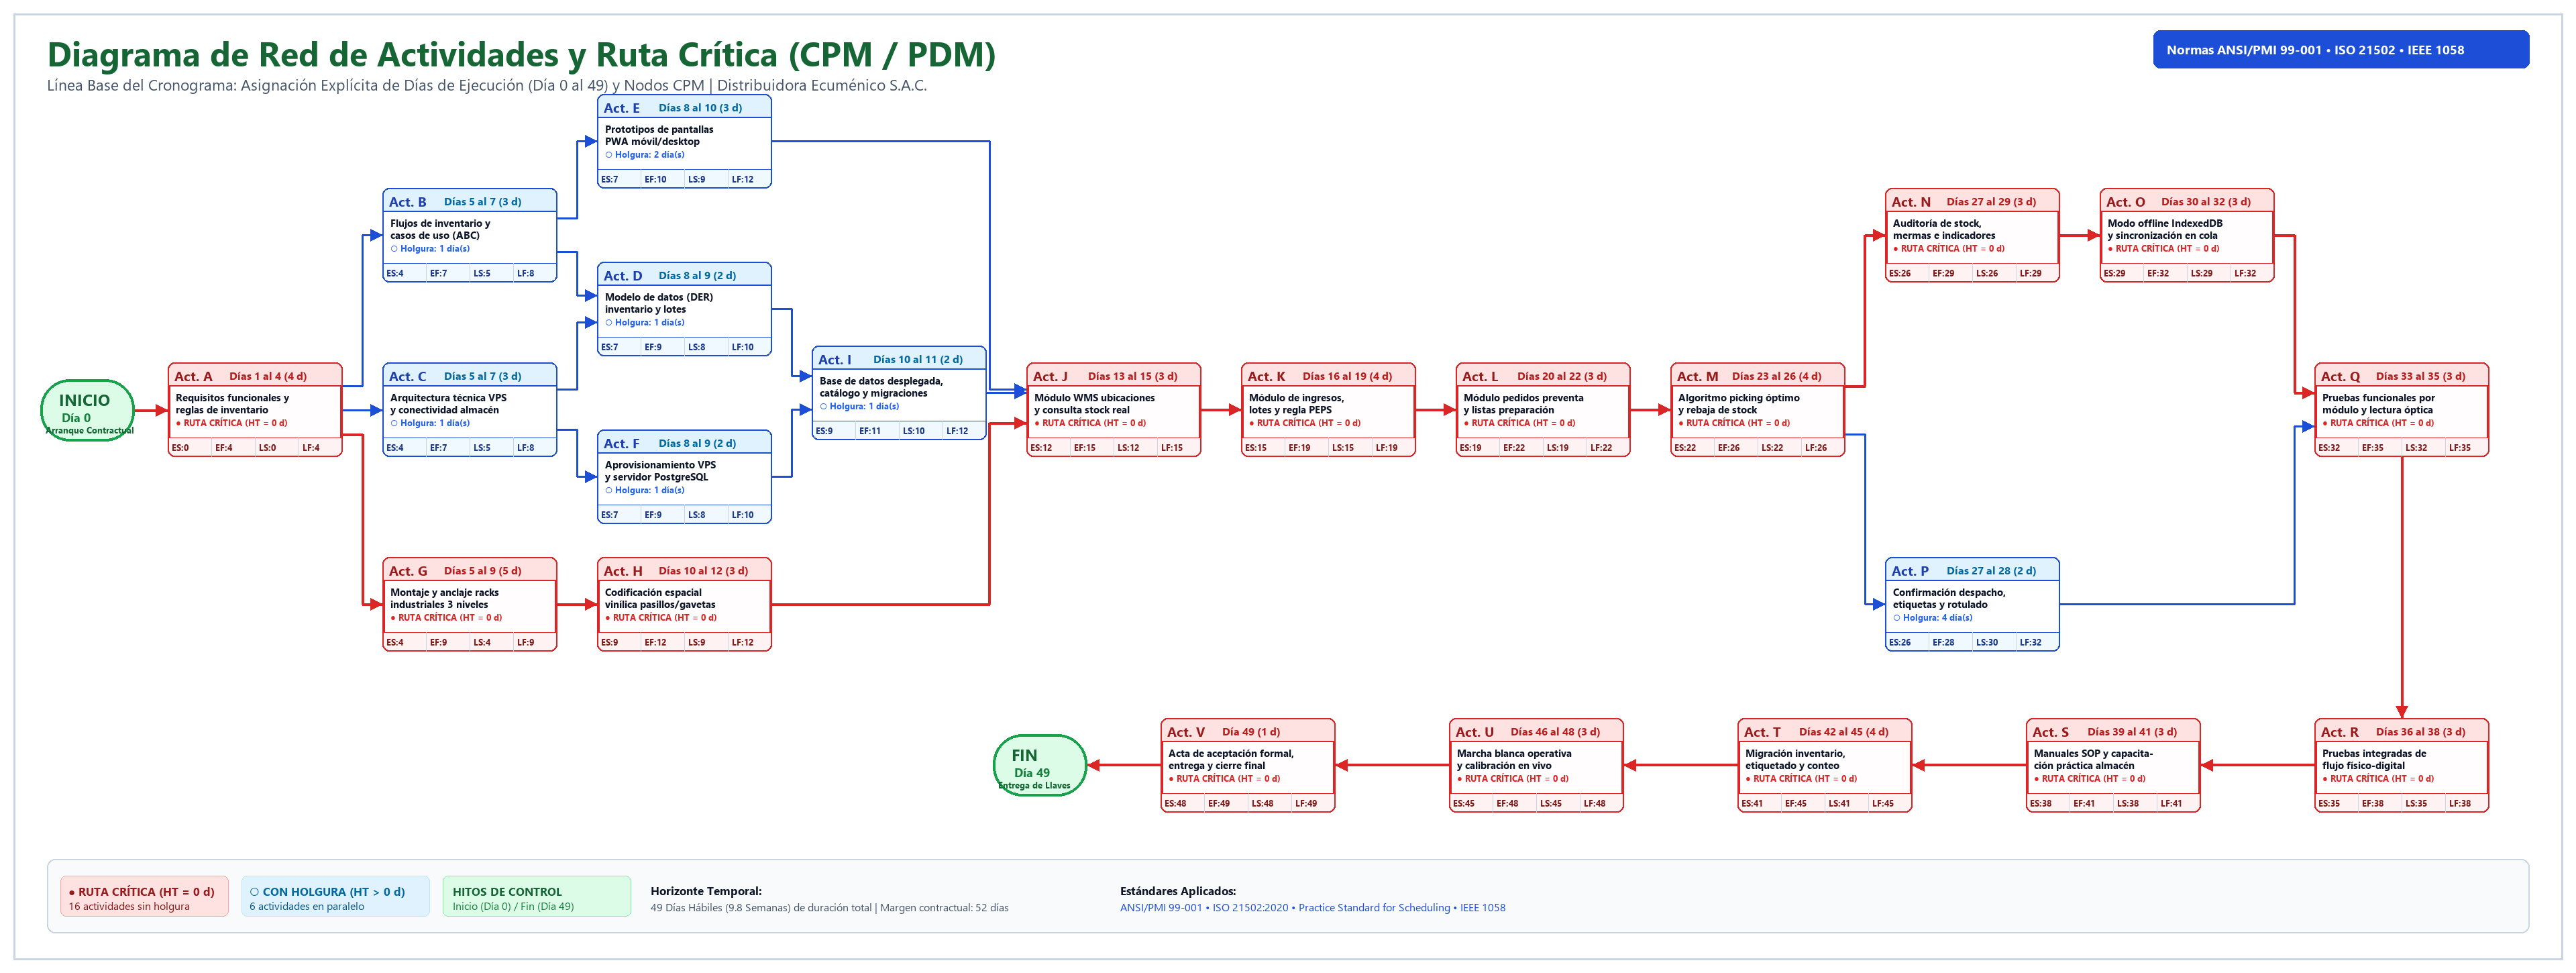 Diagrama de Red de Actividades y Ruta Crítica (CPM / PDM)
Normas ANSI/PMI 99-001 • ISO 21502 • IEEE 1058
Línea Base del Cronograma: Asignación Explícita de Días de Ejecución (Día 0 al 49) y Nodos CPM | Distribuidora Ecuménico S.A.C.
INICIO
Día 0
Arranque Contractual
Act. A Días 1 al 4 (4 d)
Requisitos funcionales y
reglas de inventario
● RUTA CRÍTICA (HT = 0 d)
ES:0 EF:4 LS:0 LF:4
Act. B Días 5 al 7 (3 d)
Flujos de inventario y
casos de uso (ABC)
○ Holgura: 1 día(s)
ES:4 EF:7 LS:5 LF:8
Act. C Días 5 al 7 (3 d)
Arquitectura técnica VPS
y conectividad almacén
○ Holgura: 1 día(s)
ES:4 EF:7 LS:5 LF:8
Act. G Días 5 al 9 (5 d)
Montaje y anclaje racks
industriales 3 niveles
● RUTA CRÍTICA (HT = 0 d)
ES:4 EF:9 LS:4 LF:9
Act. E Días 8 al 10 (3 d)
Prototipos de pantallas
PWA móvil/desktop
○ Holgura: 2 día(s)
ES:7 EF:10 LS:9 LF:12
Act. D Días 8 al 9 (2 d)
Modelo de datos (DER)
inventario y lotes
○ Holgura: 1 día(s)
ES:7 EF:9 LS:8 LF:10
Act. F Días 8 al 9 (2 d)
Aprovisionamiento VPS
y servidor PostgreSQL
○ Holgura: 1 día(s)
ES:7 EF:9 LS:8 LF:10
Act. H Días 10 al 12 (3 d)
Codificación espacial
vinílica pasillos/gavetas
● RUTA CRÍTICA (HT = 0 d)
ES:9 EF:12 LS:9 LF:12
Act. I Días 10 al 11 (2 d)
Base de datos desplegada,
catálogo y migraciones
○ Holgura: 1 día(s)
ES:9 EF:11 LS:10 LF:12
Act. J Días 13 al 15 (3 d)
Módulo WMS ubicaciones
y consulta stock real
● RUTA CRÍTICA (HT = 0 d)
ES:12 EF:15 LS:12 LF:15
Act. K Días 16 al 19 (4 d)
Módulo de ingresos,
lotes y regla PEPS
● RUTA CRÍTICA (HT = 0 d)
ES:15 EF:19 LS:15 LF:19
Act. L Días 20 al 22 (3 d)
Módulo pedidos preventa
y listas preparación
● RUTA CRÍTICA (HT = 0 d)
ES:19 EF:22 LS:19 LF:22
Act. M Días 23 al 26 (4 d)
Algoritmo picking óptimo
y rebaja de stock
● RUTA CRÍTICA (HT = 0 d)
ES:22 EF:26 LS:22 LF:26
Act. N Días 27 al 29 (3 d)
Auditoría de stock,
mermas e indicadores
● RUTA CRÍTICA (HT = 0 d)
ES:26 EF:29 LS:26 LF:29
Act. O Días 30 al 32 (3 d)
Modo offline IndexedDB
y sincronización en cola
● RUTA CRÍTICA (HT = 0 d)
ES:29 EF:32 LS:29 LF:32
Act. P Días 27 al 28 (2 d)
Confirmación despacho,
etiquetas y rotulado
○ Holgura: 4 día(s)
ES:26 EF:28 LS:30 LF:32
Act. Q Días 33 al 35 (3 d)
Pruebas funcionales por
módulo y lectura óptica
● RUTA CRÍTICA (HT = 0 d)
ES:32 EF:35 LS:32 LF:35
Act. R Días 36 al 38 (3 d)
Pruebas integradas de
flujo físico-digital
● RUTA CRÍTICA (HT = 0 d)
ES:35 EF:38 LS:35 LF:38
Act. S Días 39 al 41 (3 d)
Manuales SOP y capacita-
ción práctica almacén
● RUTA CRÍTICA (HT = 0 d)
ES:38 EF:41 LS:38 LF:41
Act. T Días 42 al 45 (4 d)
Migración inventario,
etiquetado y conteo
● RUTA CRÍTICA (HT = 0 d)
ES:41 EF:45 LS:41 LF:45
Act. U Días 46 al 48 (3 d)
Marcha blanca operativa
y calibración en vivo
● RUTA CRÍTICA (HT = 0 d)
ES:45 EF:48 LS:45 LF:48
Act. V Día 49 (1 d)
Acta de aceptación formal,
entrega y cierre final
● RUTA CRÍTICA (HT = 0 d)
ES:48 EF:49 LS:48 LF:49
FIN
Día 49
Entrega de Llaves
● RUTA CRÍTICA (HT = 0 d)
16 actividades sin holgura
○ CON HOLGURA (HT > 0 d)
6 actividades en paralelo
HITOS DE CONTROL
Inicio (Día 0) / Fin (Día 49)
Horizonte Temporal:
49 Días Hábiles (9.8 Semanas) de duración total | Margen contractual: 52 días
Estándares Aplicados:
ANSI/PMI 99-001 • ISO 21502:2020 • Practice Standard for Scheduling • IEEE 1058